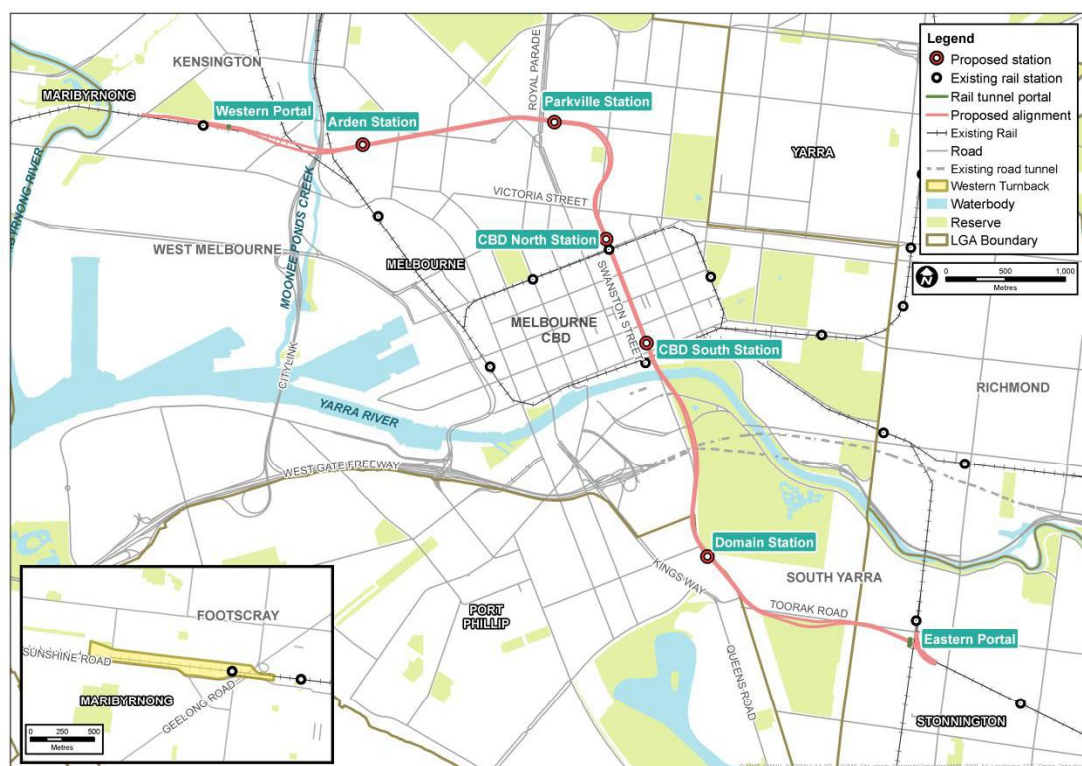 KENSINGTON
MARIBYRNONG
Western Portal
Arden Station
ROYAL PARADE
Parkville Station
YARRA
VICTORIA STREET
MOONEE PONDS CREEK
WEST MELBOURNE
MELBOURNE
CBD North Station
SWANSTON STREET
MELBOURNE
CBD
CBD South Station
CITYLINK
YARRA RIVER
RICHMOND
WEST GATE FREEWAY
Domain Station
KINGS WAY
SOUTH YARRA
TOORAK ROAD
PORT
PHILLIP
QUEENS ROAD
Eastern Portal
STONNINGTON
Legend
Proposed station
Existing rail station
Rail tunnel portal
Proposed alignment
Existing Rail
Road
Existing road tunnel
Western Turnback
Waterbody
Reserve
LGA Boundary
0 500 1,000
Metres
FOOTSCRAY
SUNSHINE ROAD
MARIBYRNONG
GEELONG ROAD
0 250 500
Metres